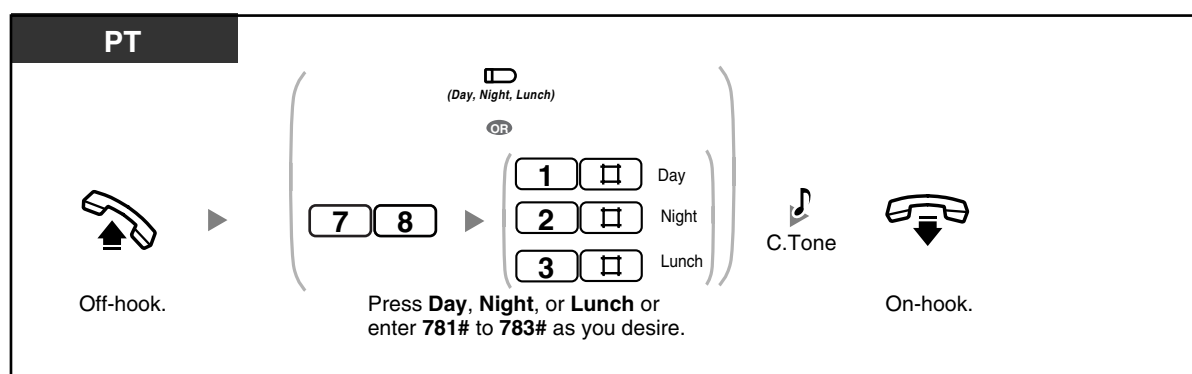 PT
(Day, Night, Lunch)
OR
1 # Day
7 8 2 # Night
3 # Lunch
C.Tone
Off-hook.
Press Day, Night, or Lunch or
enter 781# to 783# as you desire.
On-hook.